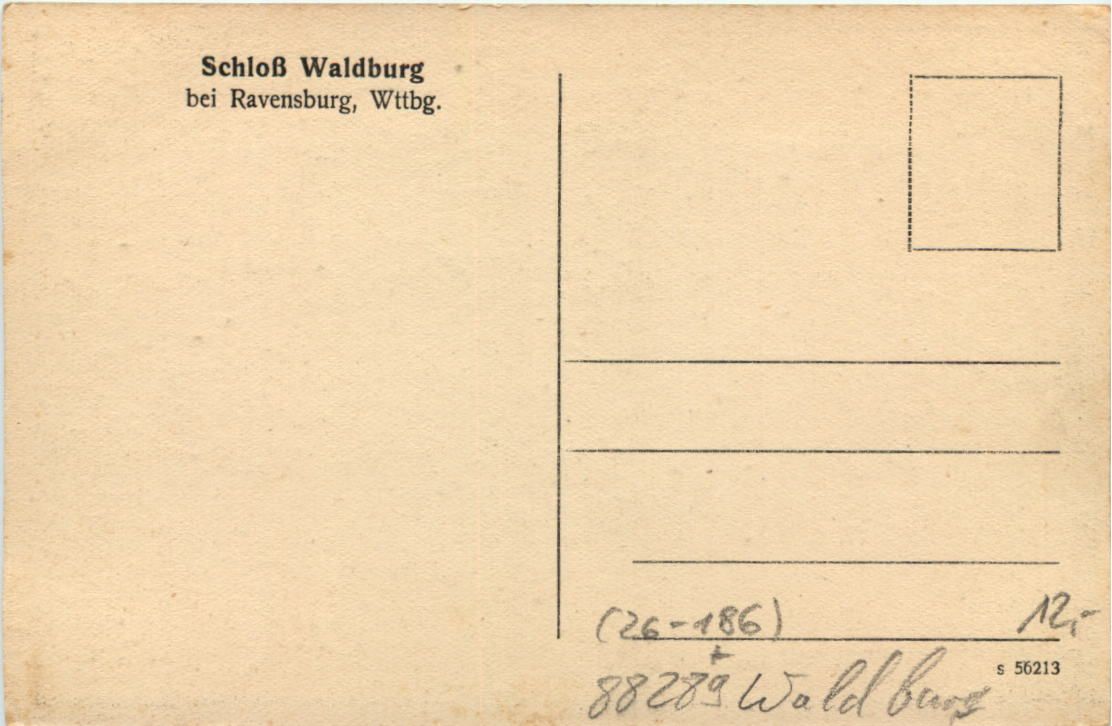 Schloß Waldburg
bei Ravensburg, Wttbg.
(26-186)
12,-
s 56213
88289 Waldburg